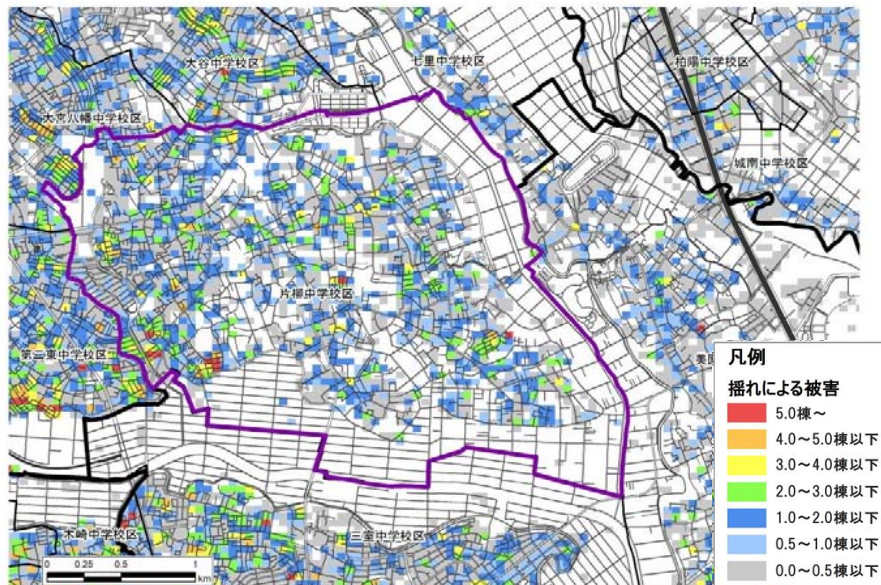 大谷中学校区
七里中学校区
柏陽中学校区
大宮八幡中学校区
城南中学校区
片柳中学校区
第二東中学校区
美園
木崎中学校区
三室中学校区
凡例
揺れによる被害
5.0棟～
4.0～5.0棟以下
3.0～4.0棟以下
2.0～3.0棟以下
1.0～2.0棟以下
0.5～1.0棟以下
0.0～0.5棟以下
0 0.25 0.5 1
km